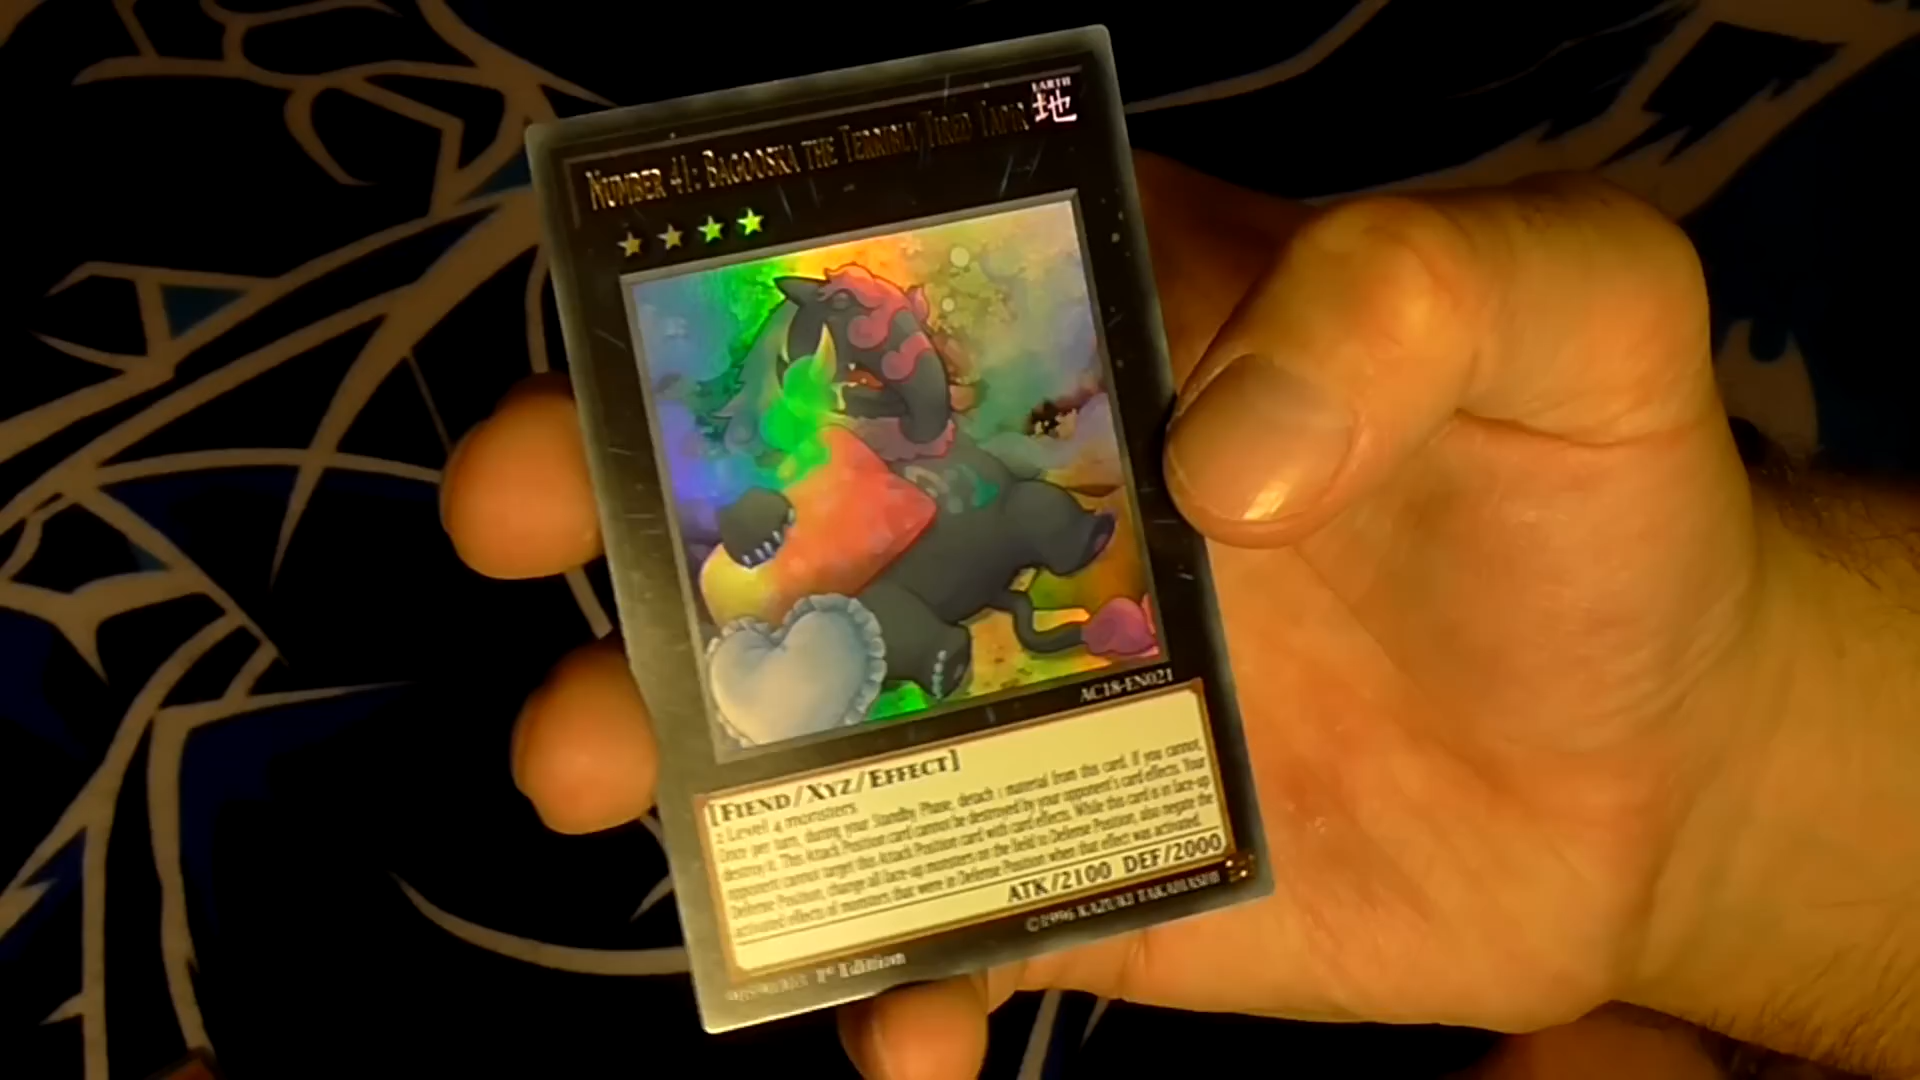 EARTH
NUMBER 41: BAGOOSKA THE TERRIBLY TIRED TAPIR 地
AC18-EN021
[FIEND/XYZ/EFFECT]
2 Level 4 monsters
Once per turn, during your Standby Phase, detach 1 material from this card. If you cannot,
destroy it. This Attack Position card cannot be destroyed by your opponent's card effects. Your
opponent cannot target this Attack Position card with card effects. While this card is in face-up
Defense Position, change all face-up monsters on the field to Defense Position, also negate the
activated effects of monsters that were in Defense Position when that effect was activated.
ATK/2100 DEF/2000
1st Edition
©1996 KAZUKI TAKAHASHI